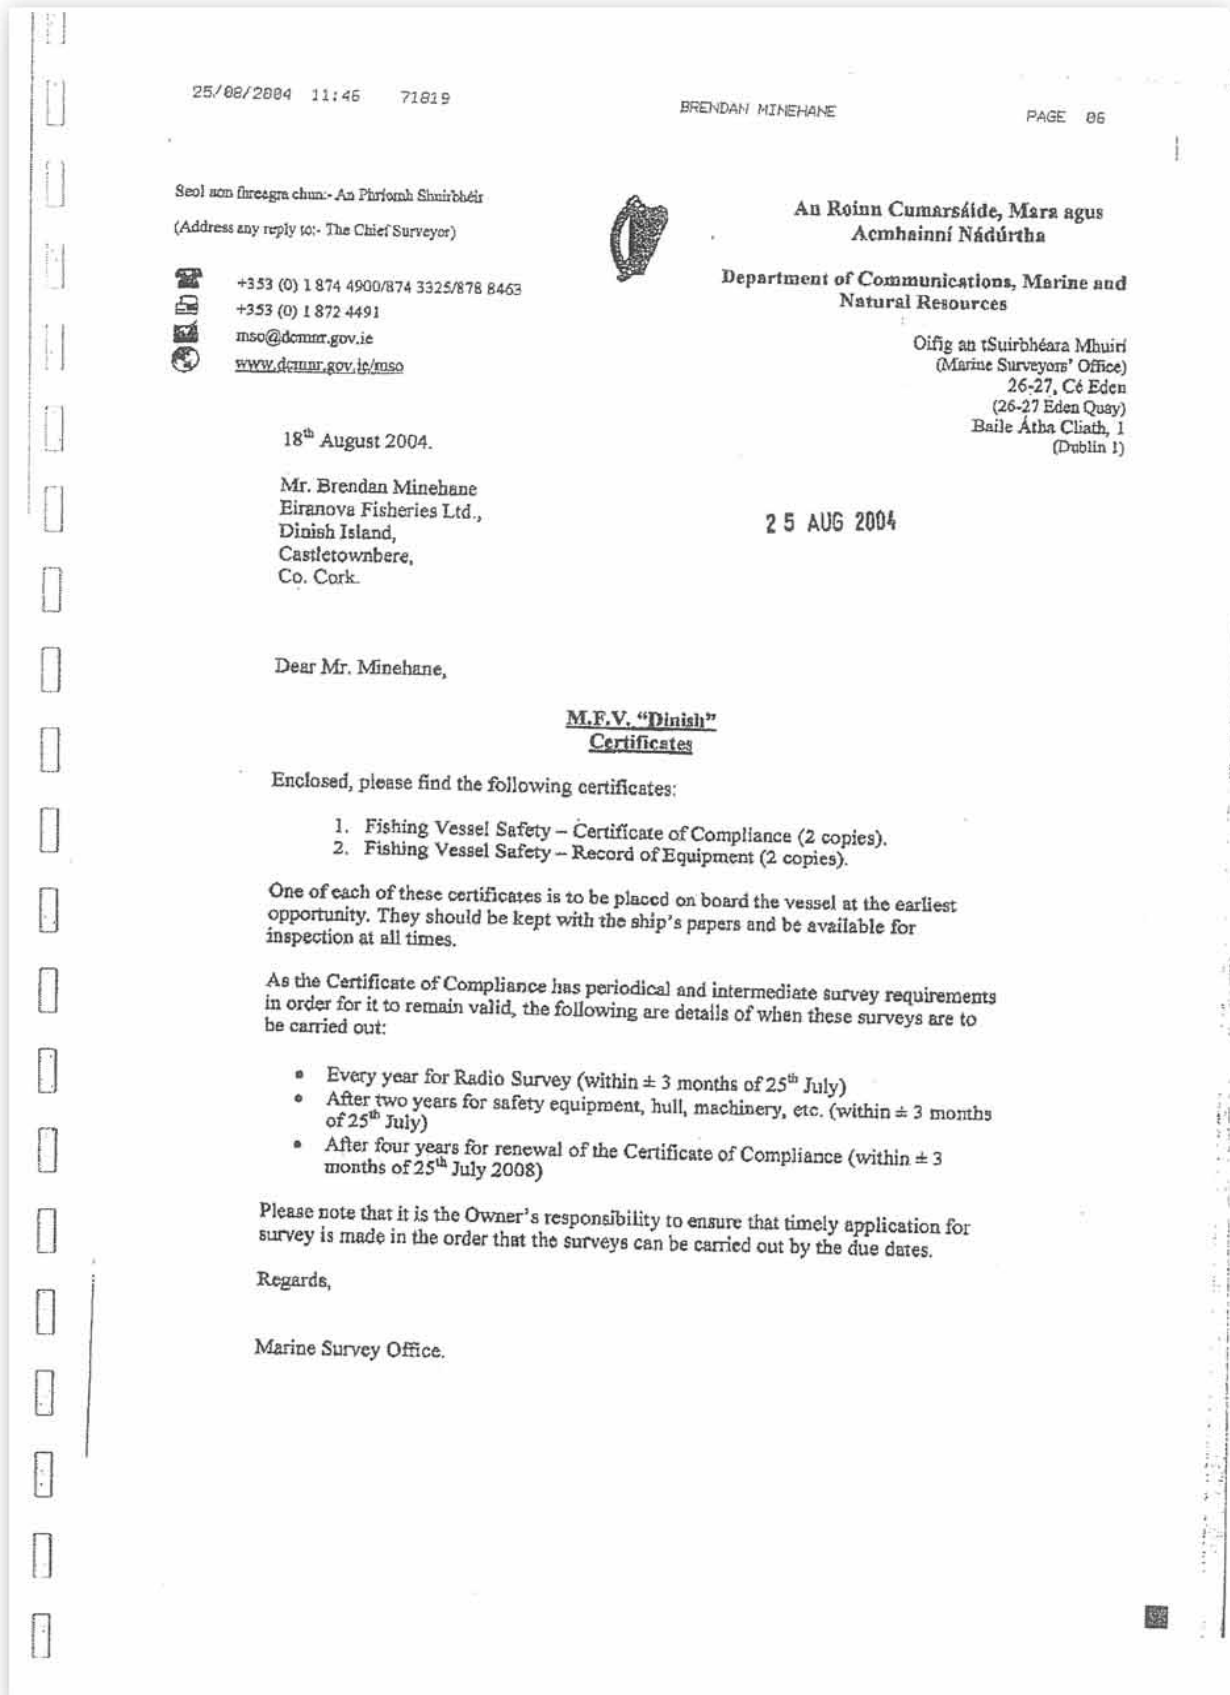 25/08/2004 11:46 71819 BRENDAN MINEHANE PAGE 06
Seol aon fhreagra chun:- An Phríomh Shuirbhéir
(Address any reply to:- The Chief Surveyor)
+353 (0) 1 874 4900/874 3325/878 8463
+353 (0) 1 872 4491
mso@dcmnr.gov.ie
www.dcmnr.gov.ie/mso
An Roinn Cumarsáide, Mara agus
Acmhainní Nádúrtha
Department of Communications, Marine and
Natural Resources
Oifig an tSuirbhéara Mhuirí
(Marine Surveyors' Office)
26-27, Cé Eden
(26-27 Eden Quay)
Baile Átha Cliath, 1
(Dublin 1)
18th August 2004.
Mr. Brendan Minehane
Eiranova Fisheries Ltd.,
Dinish Island,
Castletownbere,
Co. Cork.
25 AUG 2004
Dear Mr. Minehane,
M.F.V. “Dinish”
Certificates
Enclosed, please find the following certificates:
1. Fishing Vessel Safety – Certificate of Compliance (2 copies).
2. Fishing Vessel Safety – Record of Equipment (2 copies).
One of each of these certificates is to be placed on board the vessel at the earliest
opportunity. They should be kept with the ship's papers and be available for
inspection at all times.
As the Certificate of Compliance has periodical and intermediate survey requirements
in order for it to remain valid, the following are details of when these surveys are to
be carried out:
• Every year for Radio Survey (within ± 3 months of 25th July)
• After two years for safety equipment, hull, machinery, etc. (within ± 3 months
of 25th July)
• After four years for renewal of the Certificate of Compliance (within ± 3
months of 25th July 2008)
Please note that it is the Owner's responsibility to ensure that timely application for
survey is made in the order that the surveys can be carried out by the due dates.
Regards,
Marine Survey Office.